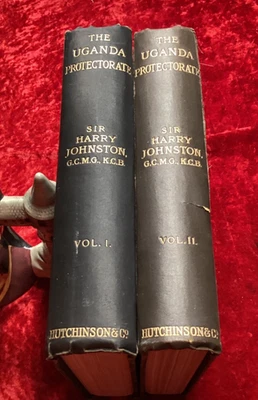 THE
UGANDA
PROTECTORATE
SIR
HARRY
JOHNSTON,
G.C.M.G., K.C.B.
VOL. I.
HUTCHINSON & Co.
THE
UGANDA
PROTECTORATE
SIR
HARRY
JOHNSTON,
G.C.M.G., K.C.B.
VOL. II.
HUTCHINSON & Co.